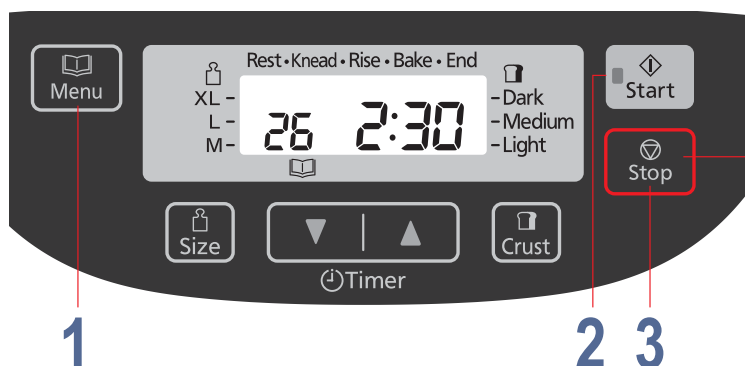 Menu
Rest • Knead • Rise • Bake • End
XL –
L –
M –
26 2:30
– Dark
– Medium
– Light
Start
Stop
Size
Timer
Crust
1
2
3